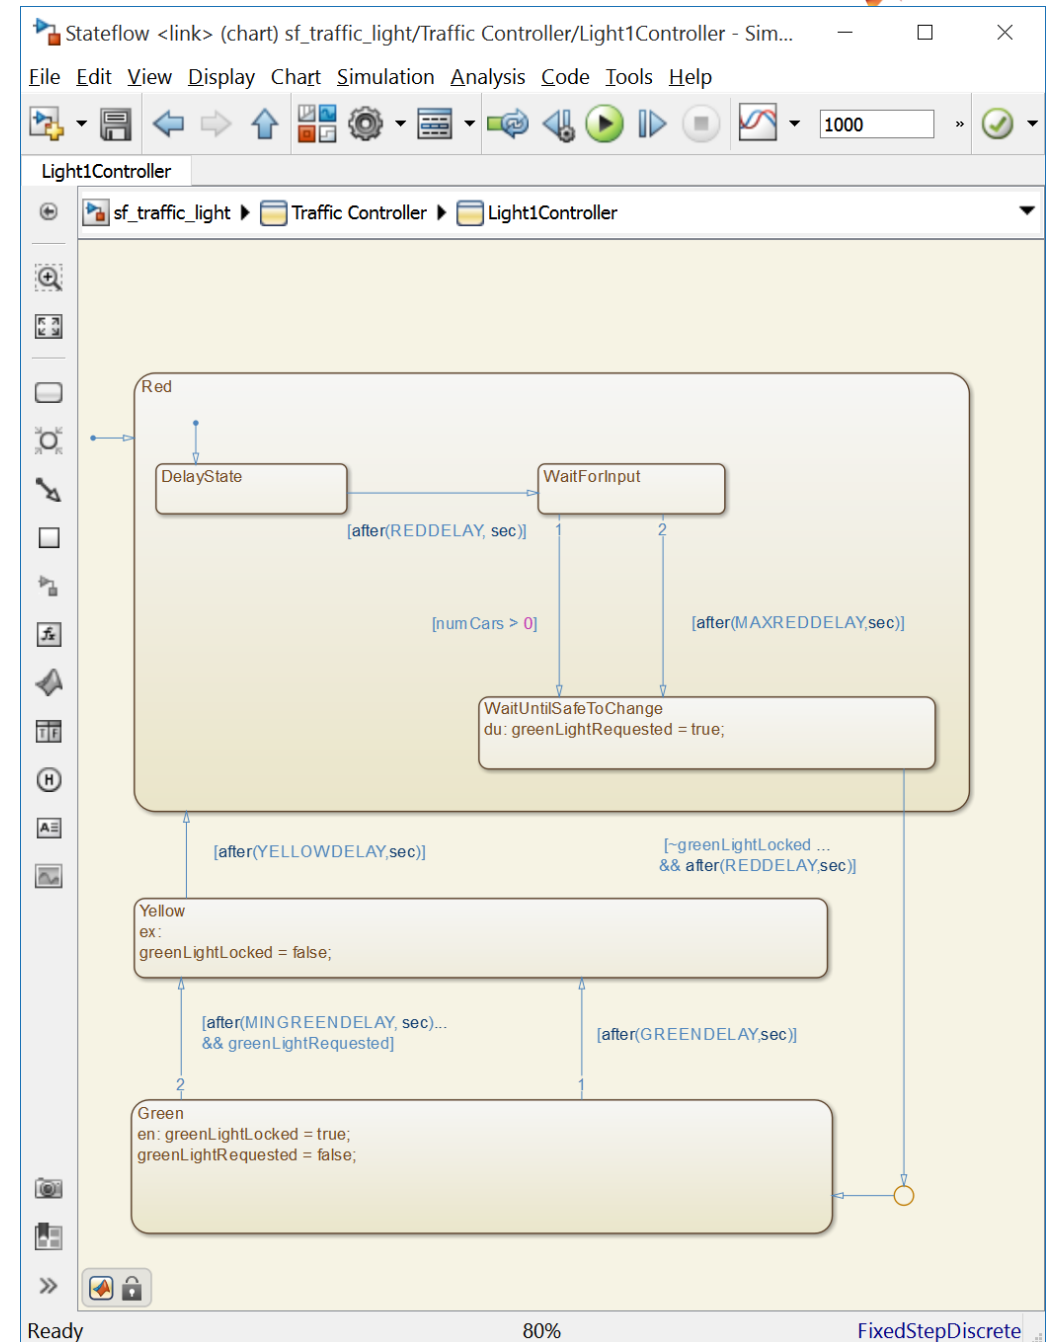 Stateflow <link> (chart) sf_traffic_light/Traffic Controller/Light1Controller - Sim...
File Edit View Display Chart Simulation Analysis Code Tools Help
1000 »
Light1Controller
sf_traffic_light Traffic Controller Light1Controller
Red
DelayState
WaitForInput
[after(REDDELAY, sec)]
1
2
[numCars > 0]
[after(MAXREDDELAY,sec)]
WaitUntilSafeToChange
du: greenLightRequested = true;
[after(YELLOWDELAY,sec)]
[~greenLightLocked ...
&& after(REDDELAY,sec)]
Yellow
ex:
greenLightLocked = false;
[after(MINGREENDELAY, sec)...
&& greenLightRequested]
[after(GREENDELAY,sec)]
2
1
Green
en: greenLightLocked = true;
greenLightRequested = false;
Ready 80% FixedStepDiscrete